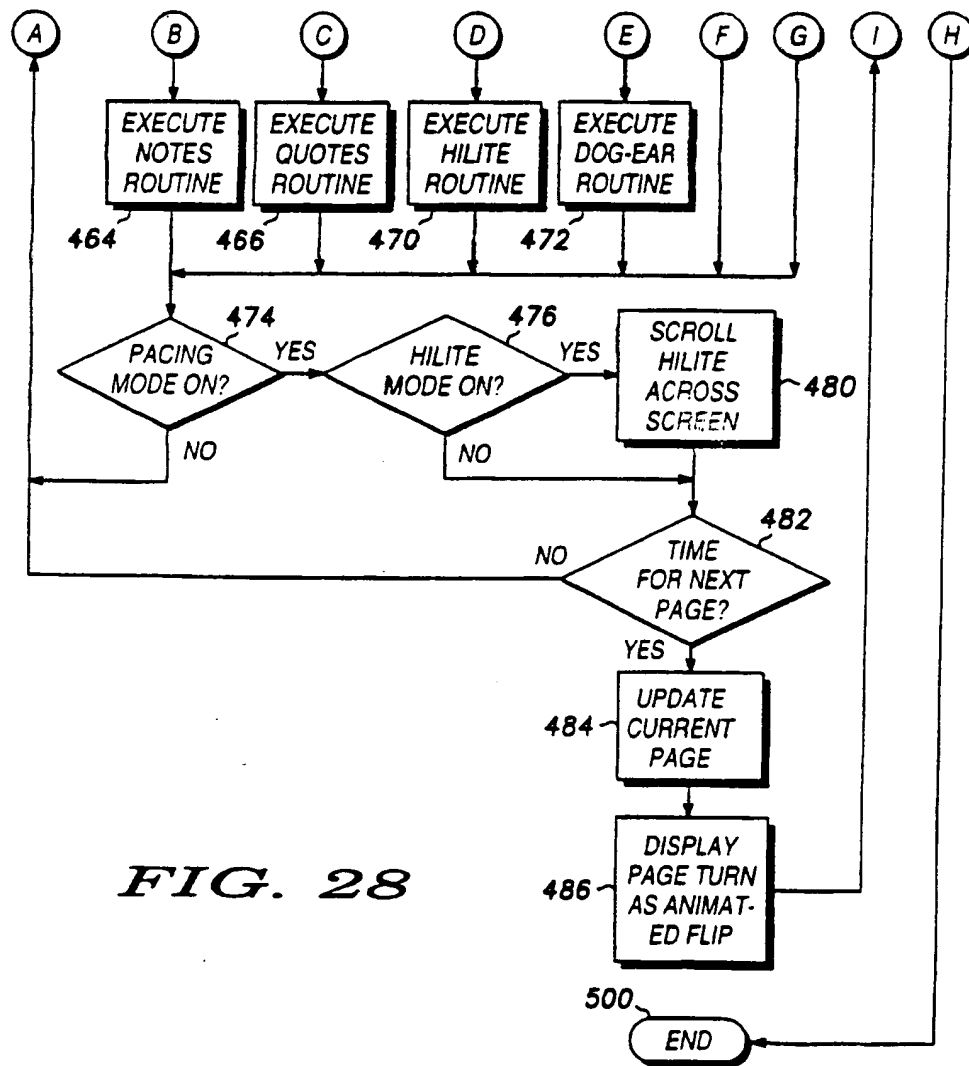 A B C D E F G I H
EXECUTE
NOTES
ROUTINE
464
EXECUTE
QUOTES
ROUTINE
466
EXECUTE
HILITE
ROUTINE
470
EXECUTE
DOG-EAR
ROUTINE
472
PACING
MODE ON?
474
YES
NO
HILITE
MODE ON?
476
YES
NO
SCROLL
HILITE
ACROSS
SCREEN
480
TIME
FOR NEXT
PAGE?
482
NO
YES
UPDATE
CURRENT
PAGE
484
DISPLAY
PAGE TURN
AS ANIMAT-
ED FLIP
486
FIG. 28
500
END